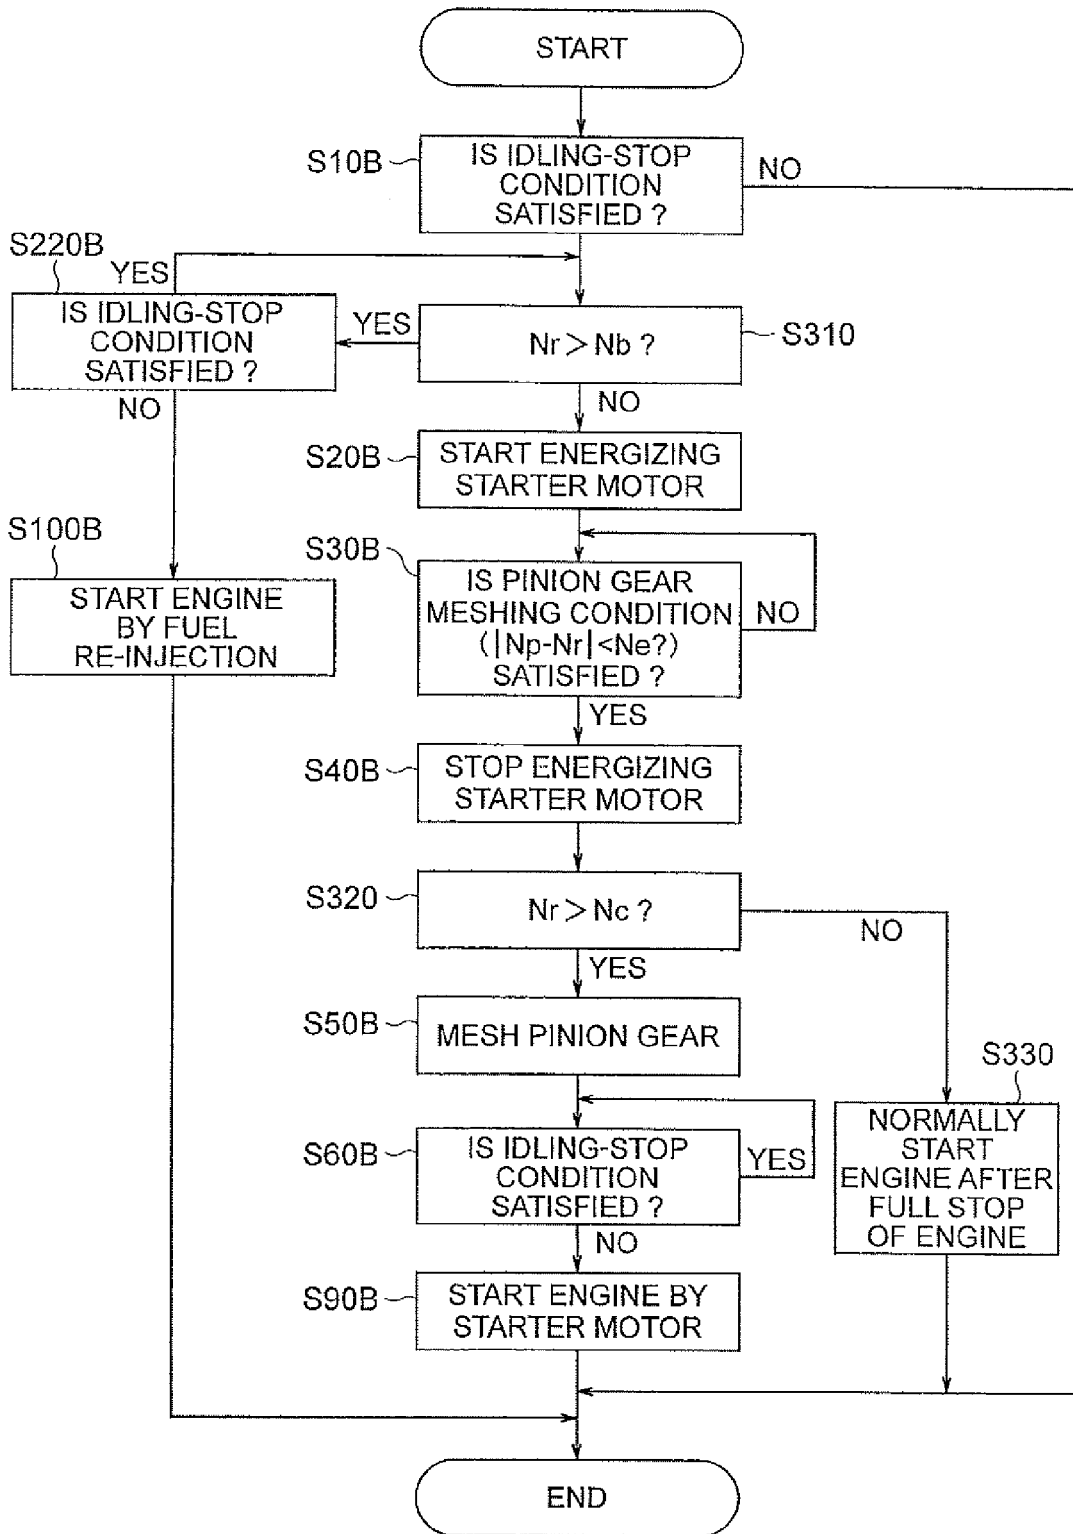 START
S10B
IS IDLING-STOP
CONDITION
SATISFIED ?
NO
S220B
YES
IS IDLING-STOP
CONDITION
SATISFIED ?
YES
Nr > Nb ?
S310
NO
NO
S20B
START ENERGIZING
STARTER MOTOR
S100B
START ENGINE
BY FUEL
RE-INJECTION
S30B
IS PINION GEAR
MESHING CONDITION
(|Np-Nr|<Ne?)
SATISFIED ?
NO
YES
S40B
STOP ENERGIZING
STARTER MOTOR
S320
Nr > Nc ?
NO
YES
S50B
MESH PINION GEAR
S330
NORMALLY
START
ENGINE AFTER
FULL STOP
OF ENGINE
S60B
IS IDLING-STOP
CONDITION
SATISFIED ?
YES
NO
S90B
START ENGINE BY
STARTER MOTOR
END